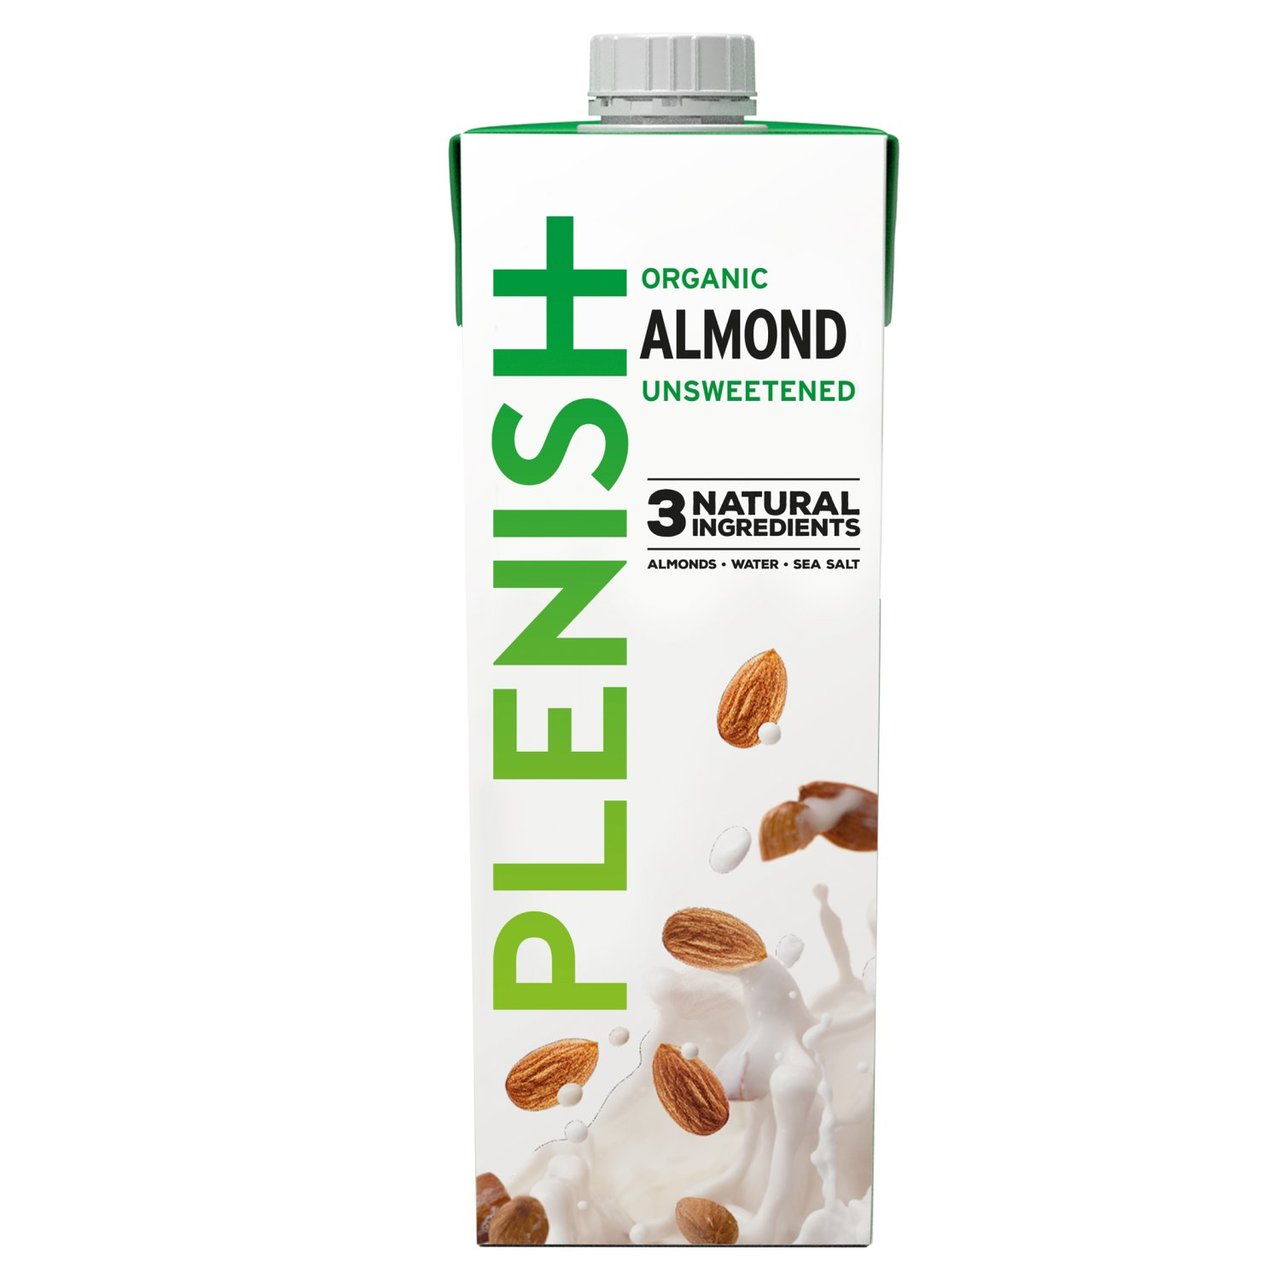 PLENISH
ORGANIC
ALMOND
UNSWEETENED
3 NATURAL
INGREDIENTS
ALMONDS • WATER • SEA SALT